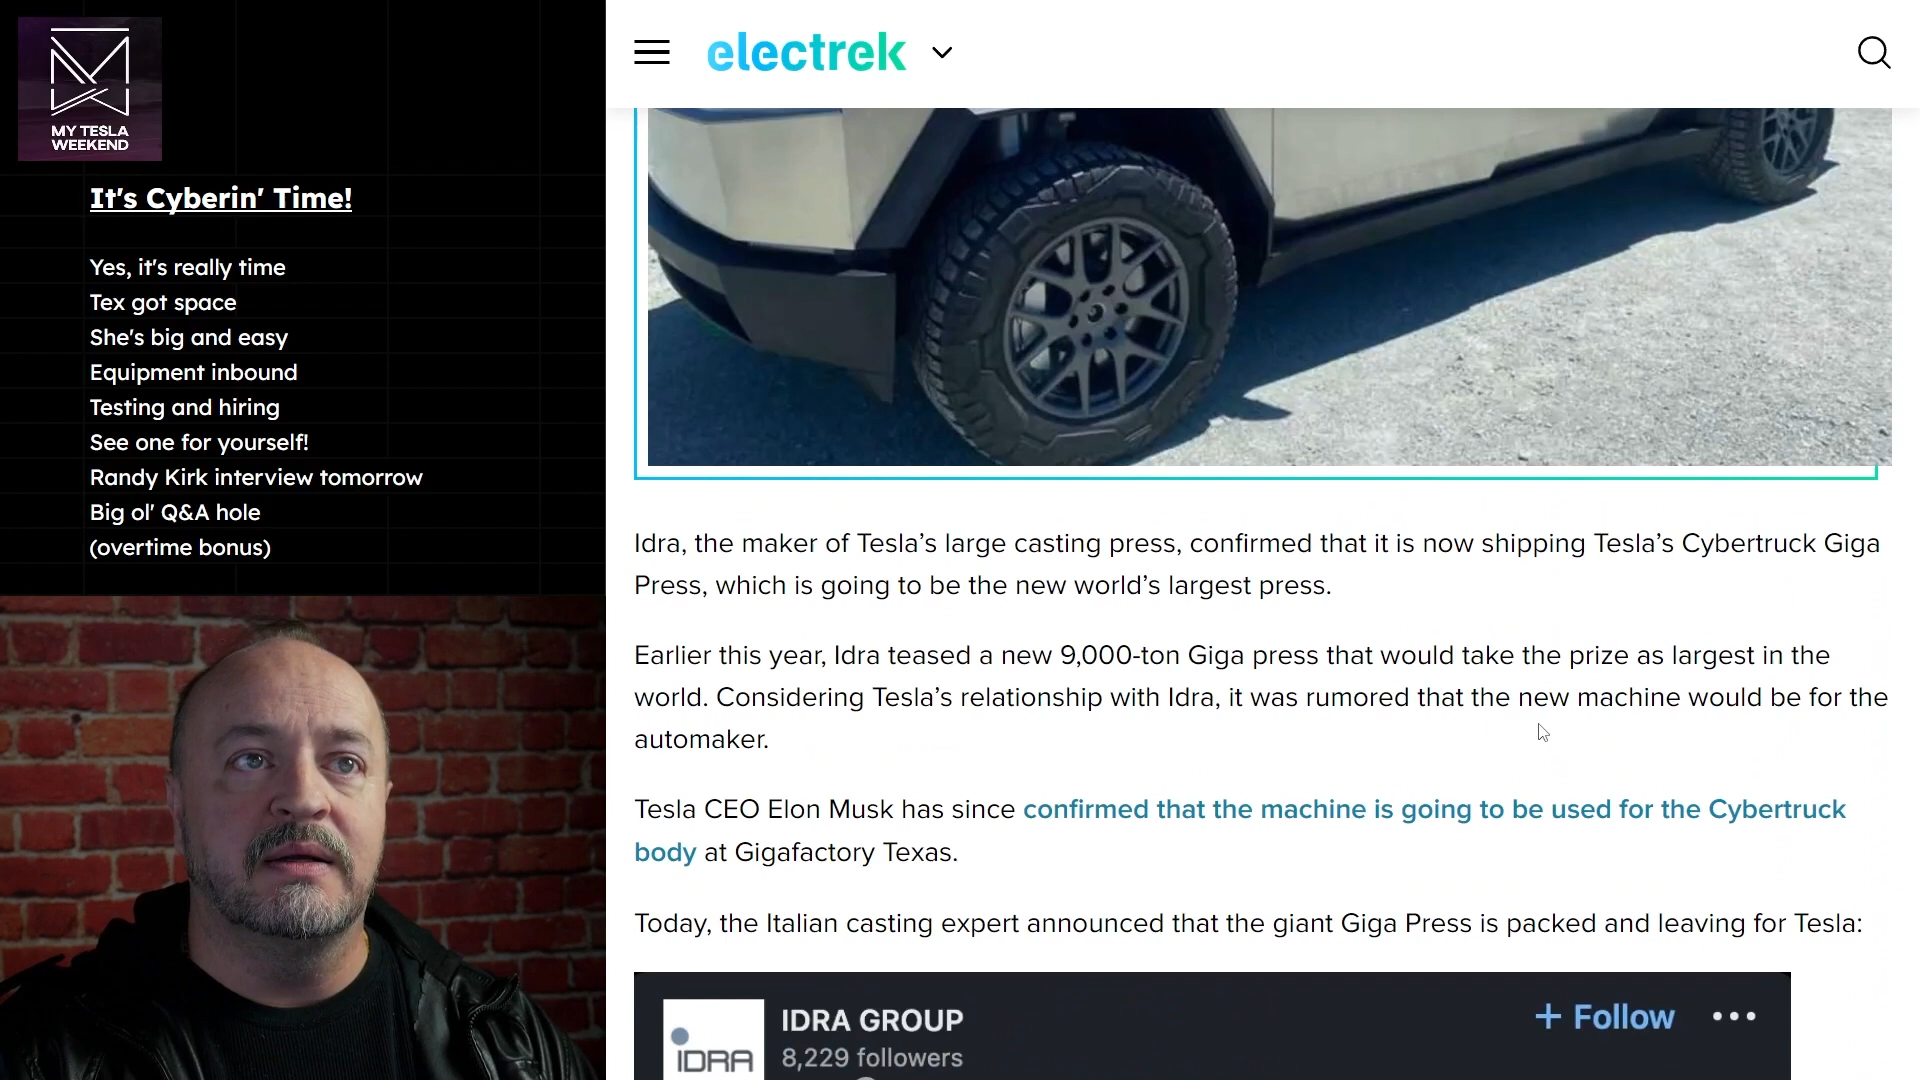 MY TESLA
WEEKEND
It's Cyberin' Time!
Yes, it's really time
Tex got space
She's big and easy
Equipment inbound
Testing and hiring
See one for yourself!
Randy Kirk interview tomorrow
Big ol' Q&A hole
(overtime bonus)
electrek
Idra, the maker of Tesla’s large casting press, confirmed that it is now shipping Tesla’s Cybertruck Giga
Press, which is going to be the new world’s largest press.
Earlier this year, Idra teased a new 9,000-ton Giga press that would take the prize as largest in the
world. Considering Tesla’s relationship with Idra, it was rumored that the new machine would be for the
automaker.
Tesla CEO Elon Musk has since confirmed that the machine is going to be used for the Cybertruck
body at Gigafactory Texas.
Today, the Italian casting expert announced that the giant Giga Press is packed and leaving for Tesla:
IDRA
IDRA GROUP
8,229 followers
+ Follow